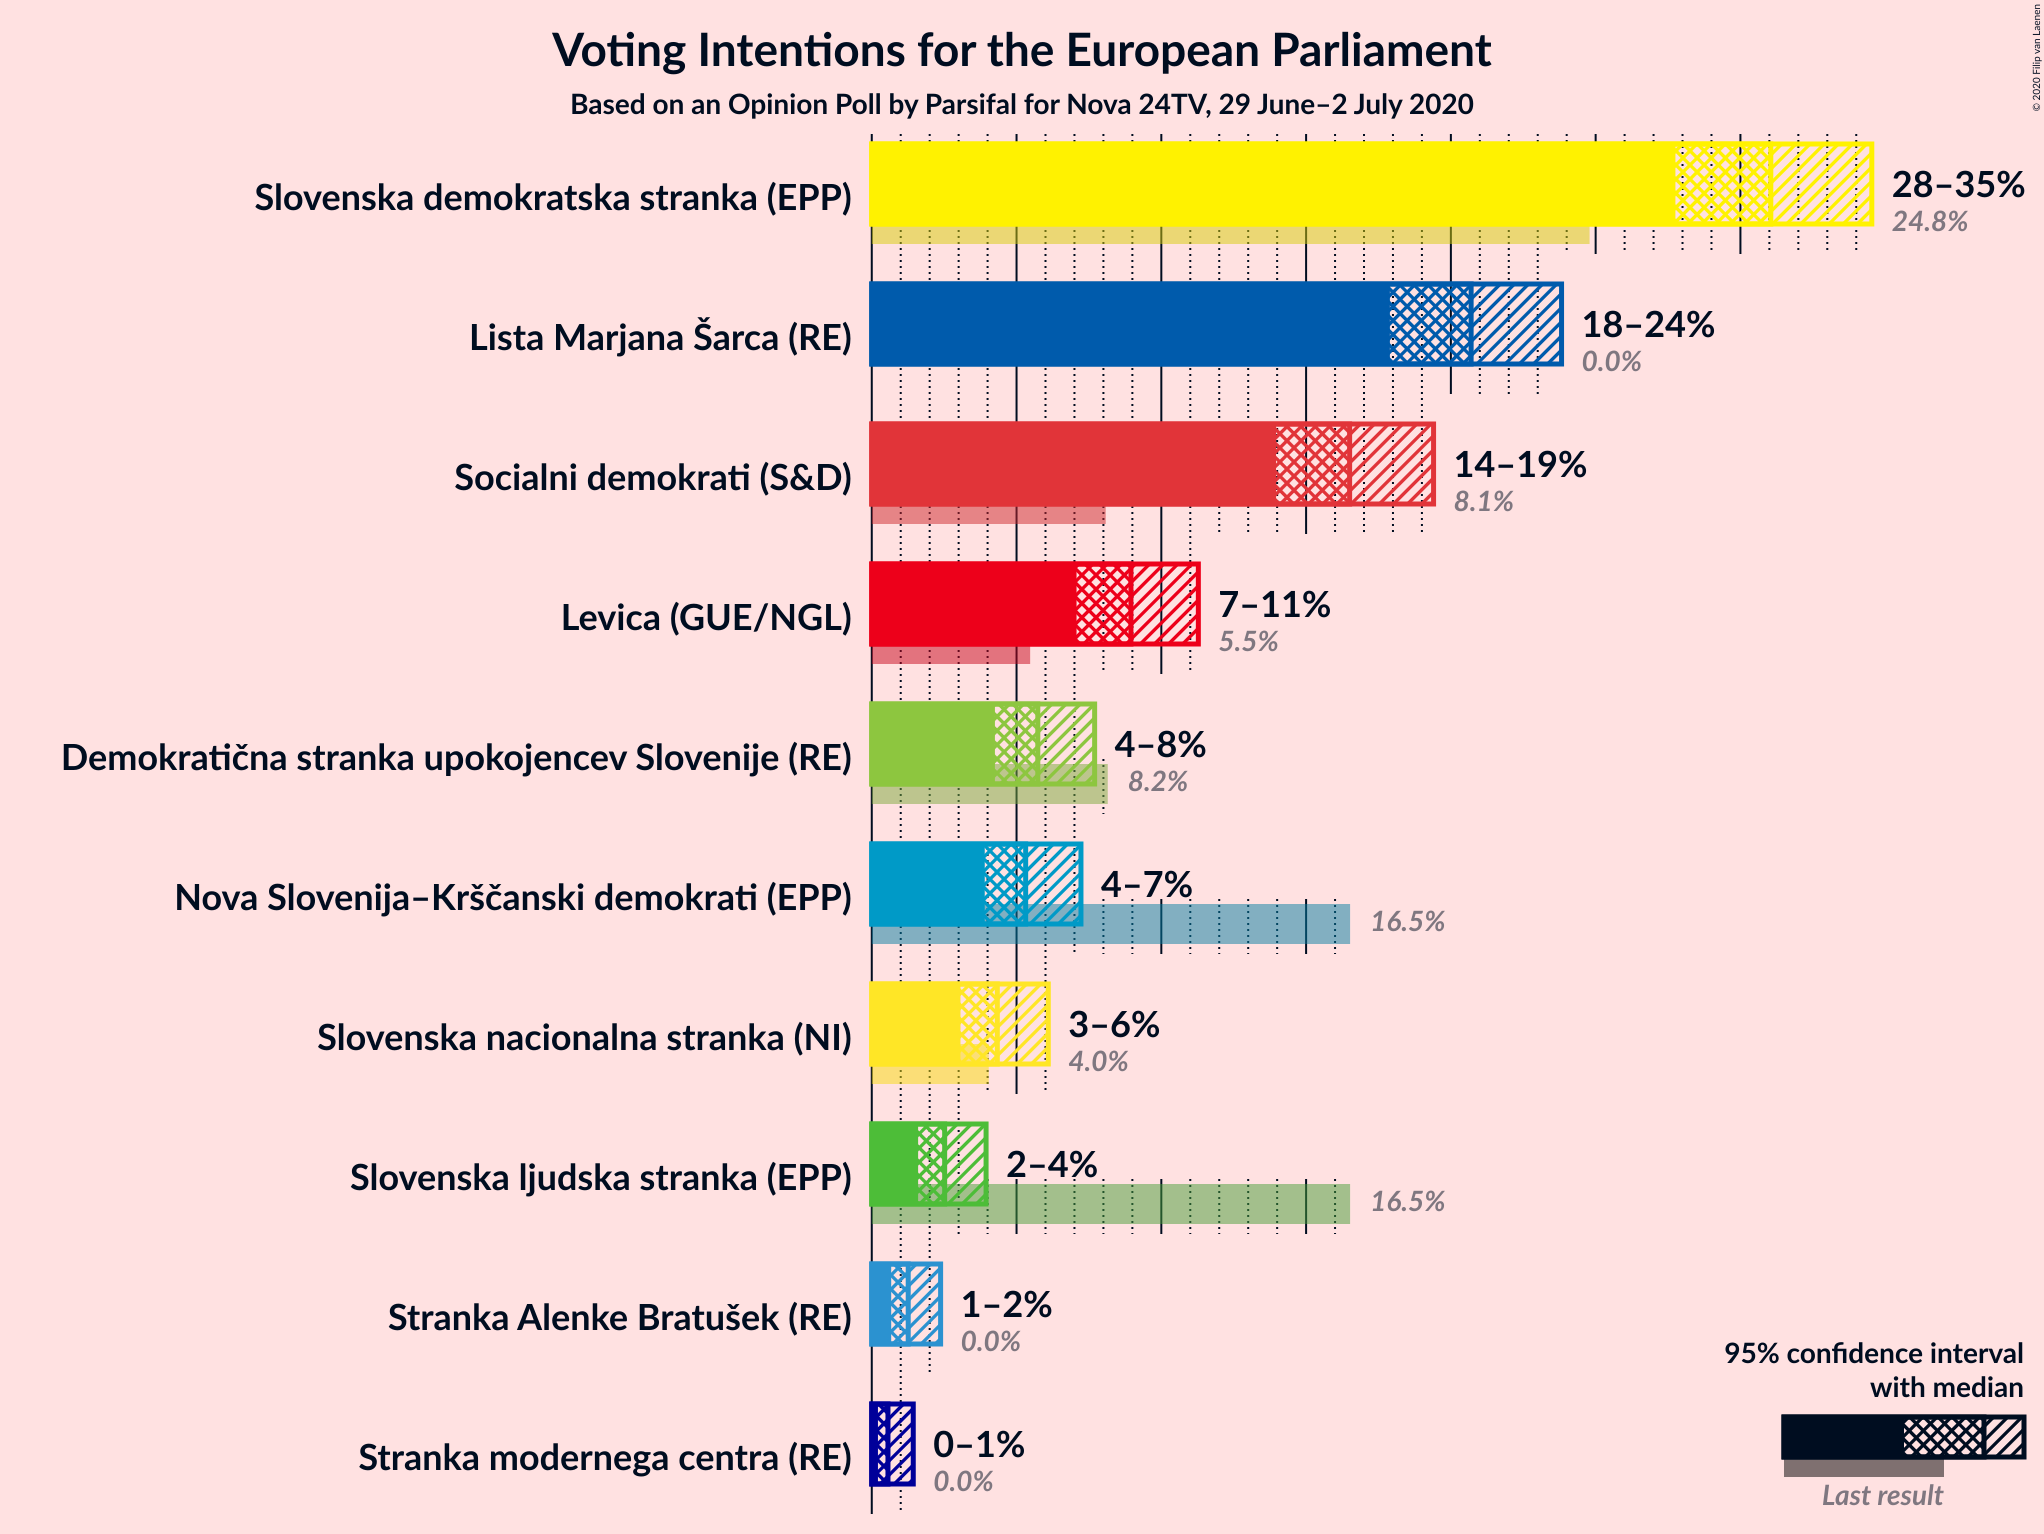 Voting Intentions for the European Parliament
Based on an Opinion Poll by Parsifal for Nova 24TV, 29 June–2 July 2020
© 2020 Filip van Laenen
Slovenska demokratska stranka (EPP)
28–35%
24.8%
Lista Marjana Šarca (RE)
18–24%
0.0%
Socialni demokrati (S&D)
14–19%
8.1%
Levica (GUE/NGL)
7–11%
5.5%
Demokratična stranka upokojencev Slovenije (RE)
4–8%
8.2%
Nova Slovenija–Krščanski demokrati (EPP)
4–7%
16.5%
Slovenska nacionalna stranka (NI)
3–6%
4.0%
Slovenska ljudska stranka (EPP)
2–4%
16.5%
Stranka Alenke Bratušek (RE)
1–2%
0.0%
Stranka modernega centra (RE)
0–1%
0.0%
95% confidence interval
with median
Last result